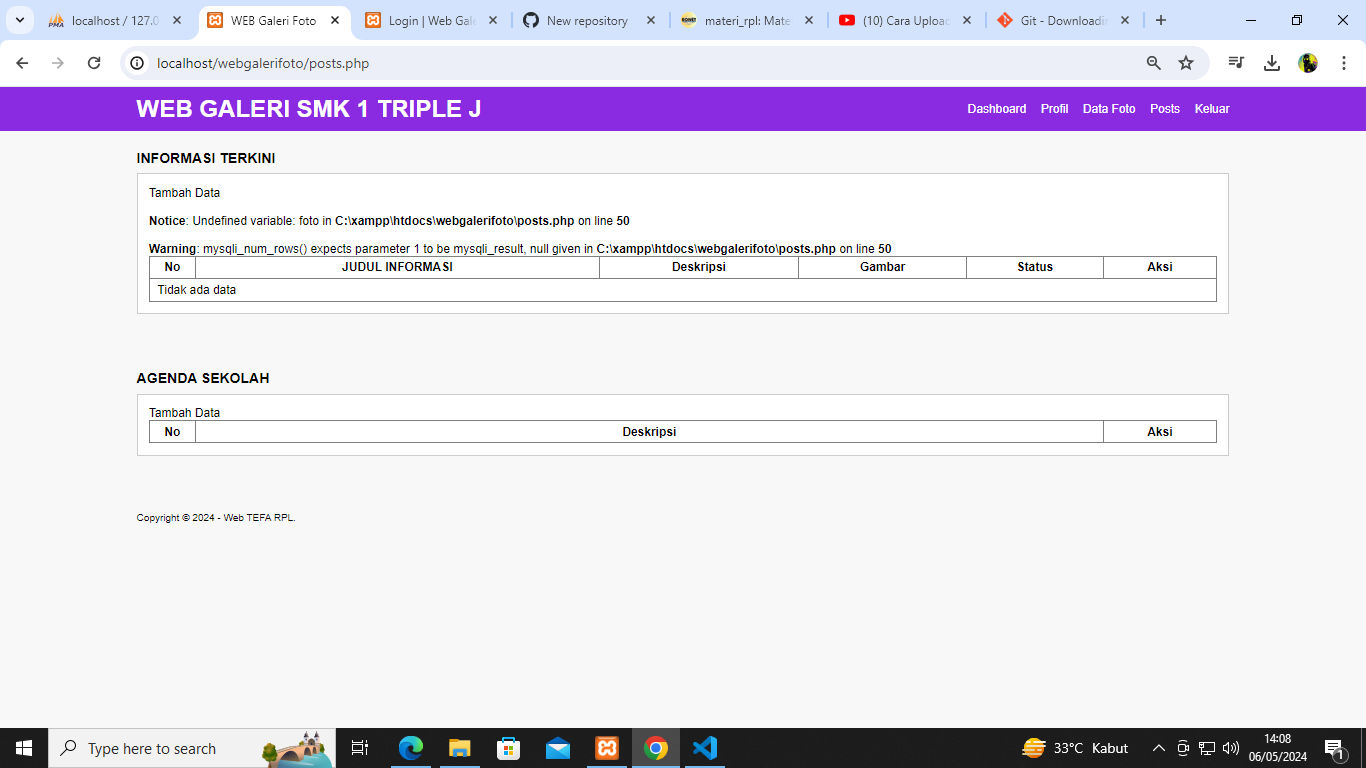 localhost / 127.0
WEB Galeri Foto
Login | Web Gale
New repository
materi_rpl: Mate
(10) Cara Upload
Git - Downloadin
localhost/webgalerifoto/posts.php
WEB GALERI SMK 1 TRIPLE J
Dashboard Profil Data Foto Posts Keluar
INFORMASI TERKINI
Tambah Data
Notice: Undefined variable: foto in C:\xampp\htdocs\webgalerifoto\posts.php on line 50
Warning: mysqli_num_rows() expects parameter 1 to be mysqli_result, null given in C:\xampp\htdocs\webgalerifoto\posts.php on line 50
No JUDUL INFORMASI Deskripsi Gambar Status Aksi
Tidak ada data
AGENDA SEKOLAH
Tambah Data
No Deskripsi Aksi
Copyright © 2024 - Web TEFA RPL.
Type here to search
33°C Kabut
14:08
06/05/2024
1